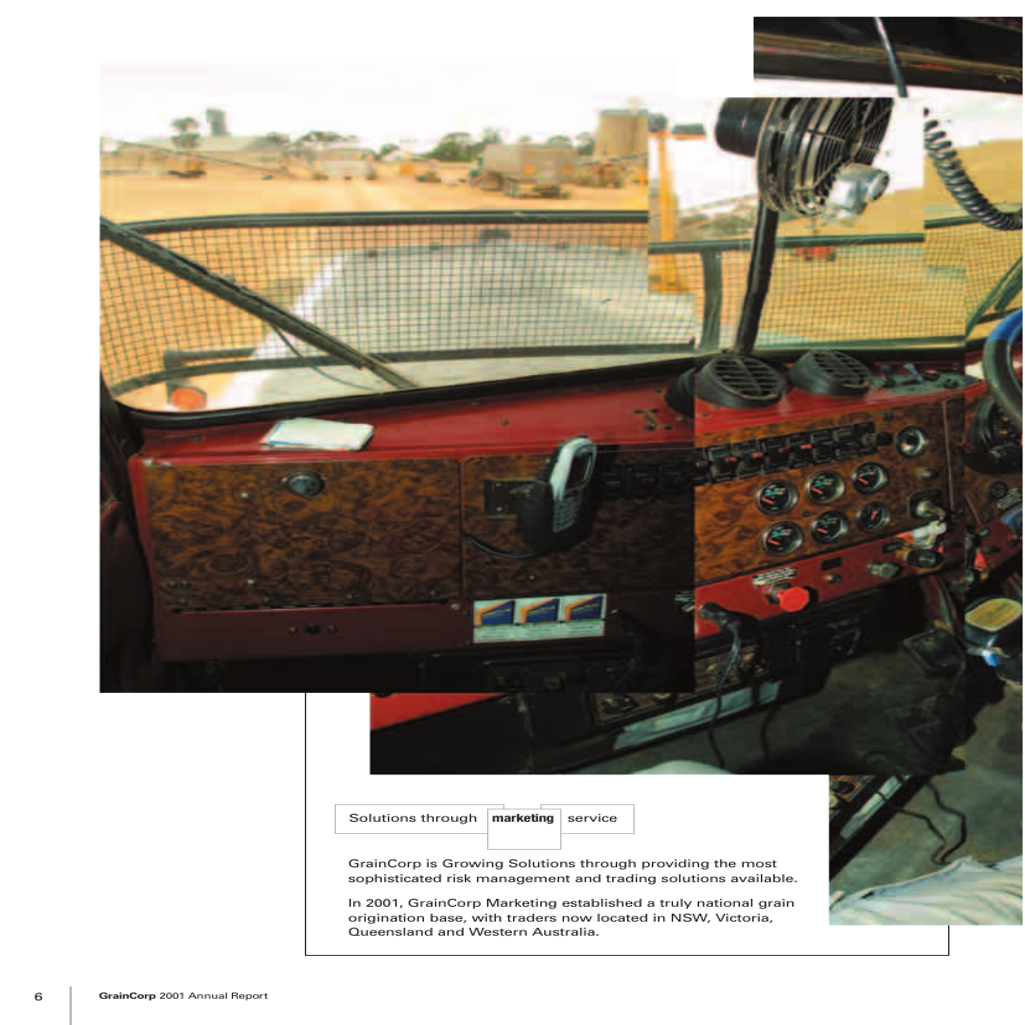 Solutions through marketing service
GrainCorp is Growing Solutions through providing the most
sophisticated risk management and trading solutions available.
In 2001, GrainCorp Marketing established a truly national grain
origination base, with traders now located in NSW, Victoria,
Queensland and Western Australia.
6 GrainCorp 2001 Annual Report